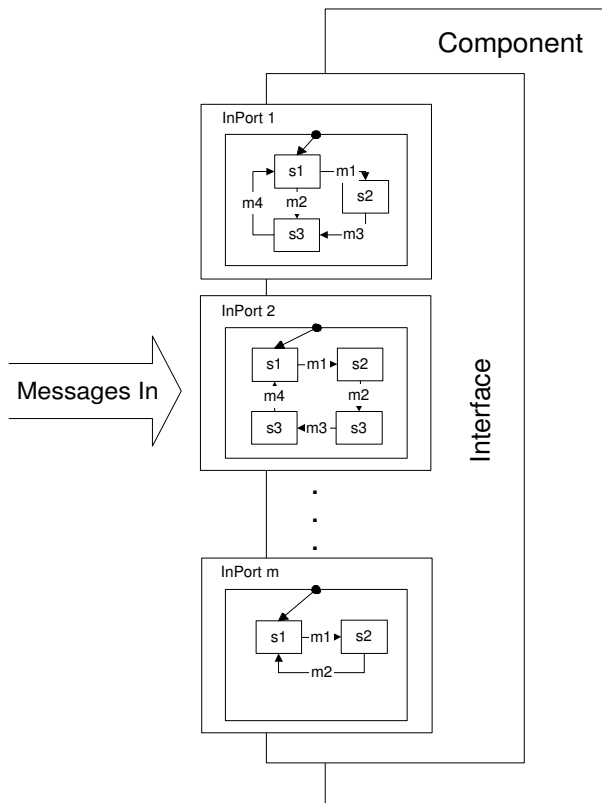 Component
InPort 1
s1
m1
s2
m4
m2
s3
m3
InPort 2
s1
m1
s2
m4
m2
s3
m3
s3
Messages In
Interface
.
.
.
InPort m
s1
m1
s2
m2